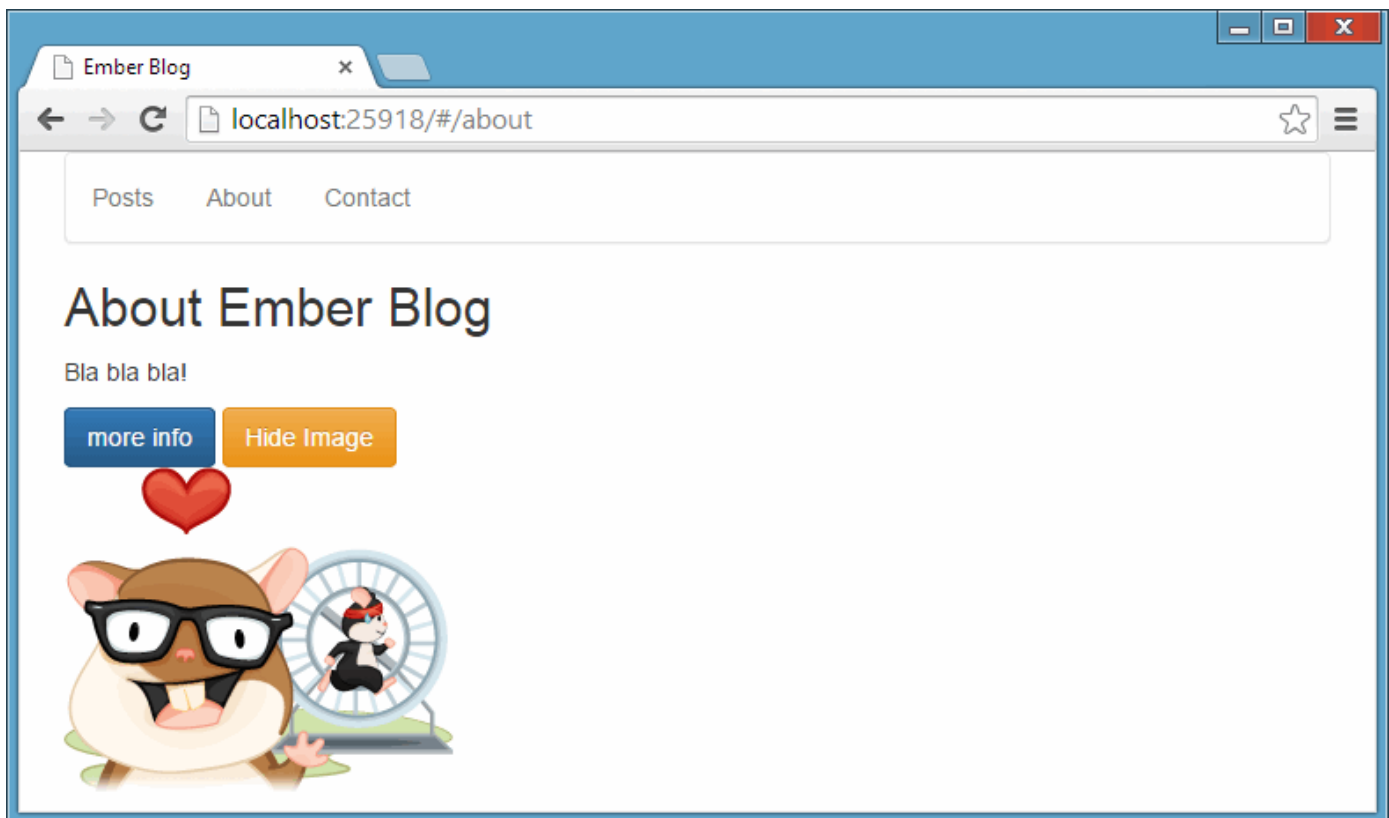 Ember Blog
localhost:25918/#/about
Posts About Contact
About Ember Blog
Bla bla bla!
more info Hide Image